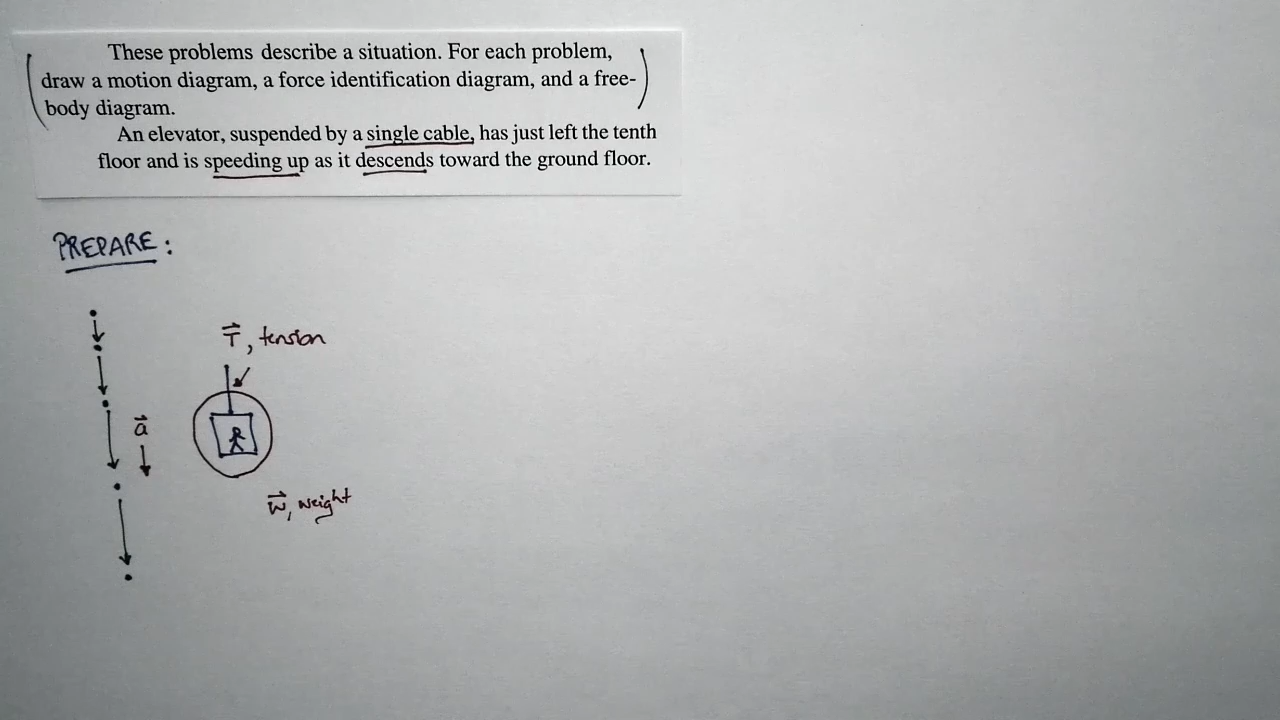 These problems describe a situation. For each problem,
draw a motion diagram, a force identification diagram, and a free-
body diagram.
An elevator, suspended by a single cable, has just left the tenth
floor and is speeding up as it descends toward the ground floor.
PREPARE:
T⃗, tension
a⃗
w⃗, weight